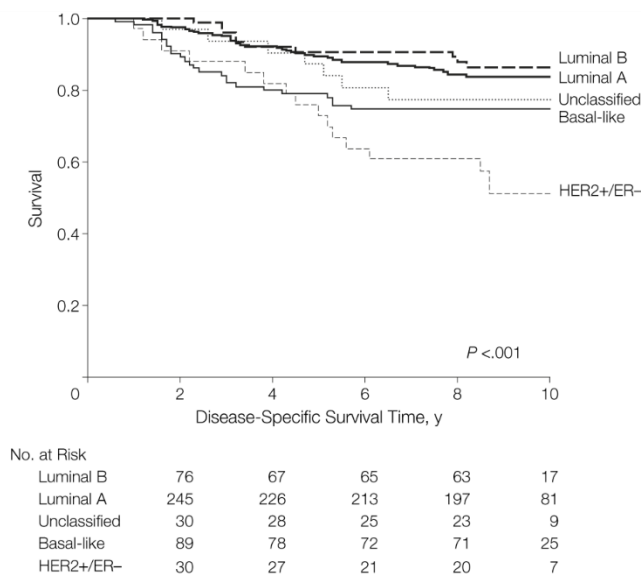 1.0
0.8
0.6
0.4
0.2
Survival
Luminal B
Luminal A
Unclassified
Basal-like
HER2+/ER–
P <.001
0 2 4 6 8 10
Disease-Specific Survival Time, y
No. at Risk
Luminal B 76 67 65 63 17
Luminal A 245 226 213 197 81
Unclassified 30 28 25 23 9
Basal-like 89 78 72 71 25
HER2+/ER– 30 27 21 20 7